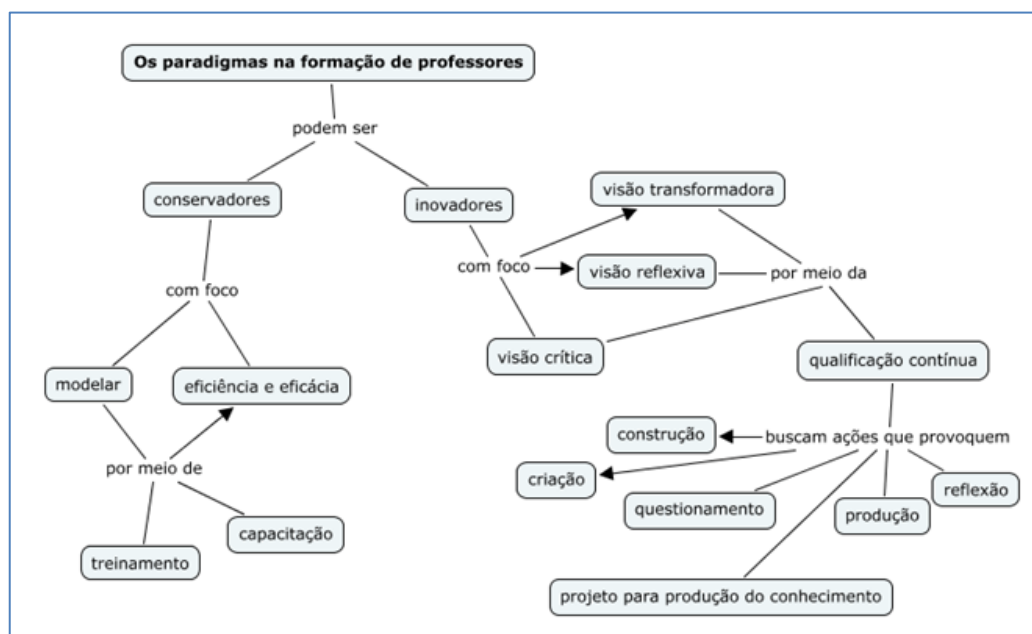 Os paradigmas na formação de professores
podem ser
conservadores
inovadores
visão transformadora
com foco
visão reflexiva
por meio da
com foco
visão crítica
qualificação contínua
modelar
eficiência e eficácia
construção
buscam ações que provoquem
por meio de
criação
reflexão
questionamento
produção
capacitação
treinamento
projeto para produção do conhecimento